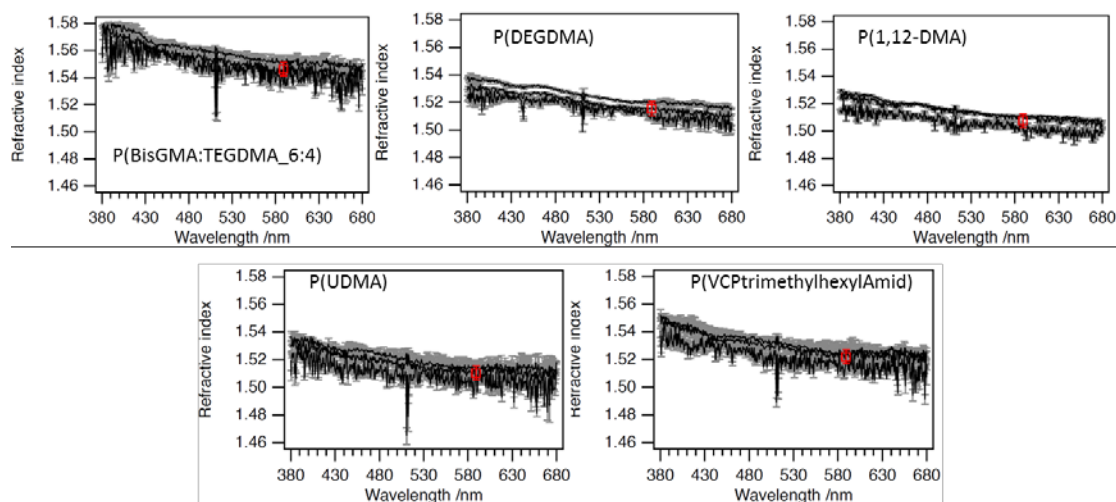 1.58
1.56
1.54
1.52
1.50
1.48
1.46
Refractive index
P(BisGMA:TEGDMA_6:4)
380 430 480 530 580 630 680
Wavelength /nm
1.58
1.56
1.54
1.52
1.50
1.48
1.46
Refractive index
P(DEGDMA)
380 430 480 530 580 630 680
Wavelength /nm
1.58
1.56
1.54
1.52
1.50
1.48
1.46
Refractive index
P(1,12-DMA)
380 430 480 530 580 630 680
Wavelength /nm
1.58
1.56
1.54
1.52
1.50
1.48
1.46
Refractive index
P(UDMA)
380 430 480 530 580 630 680
Wavelength /nm
1.58
1.56
1.54
1.52
1.50
1.48
1.46
Refractive index
P(VCPtrimethylhexylAmid)
380 430 480 530 580 630 680
Wavelength /nm